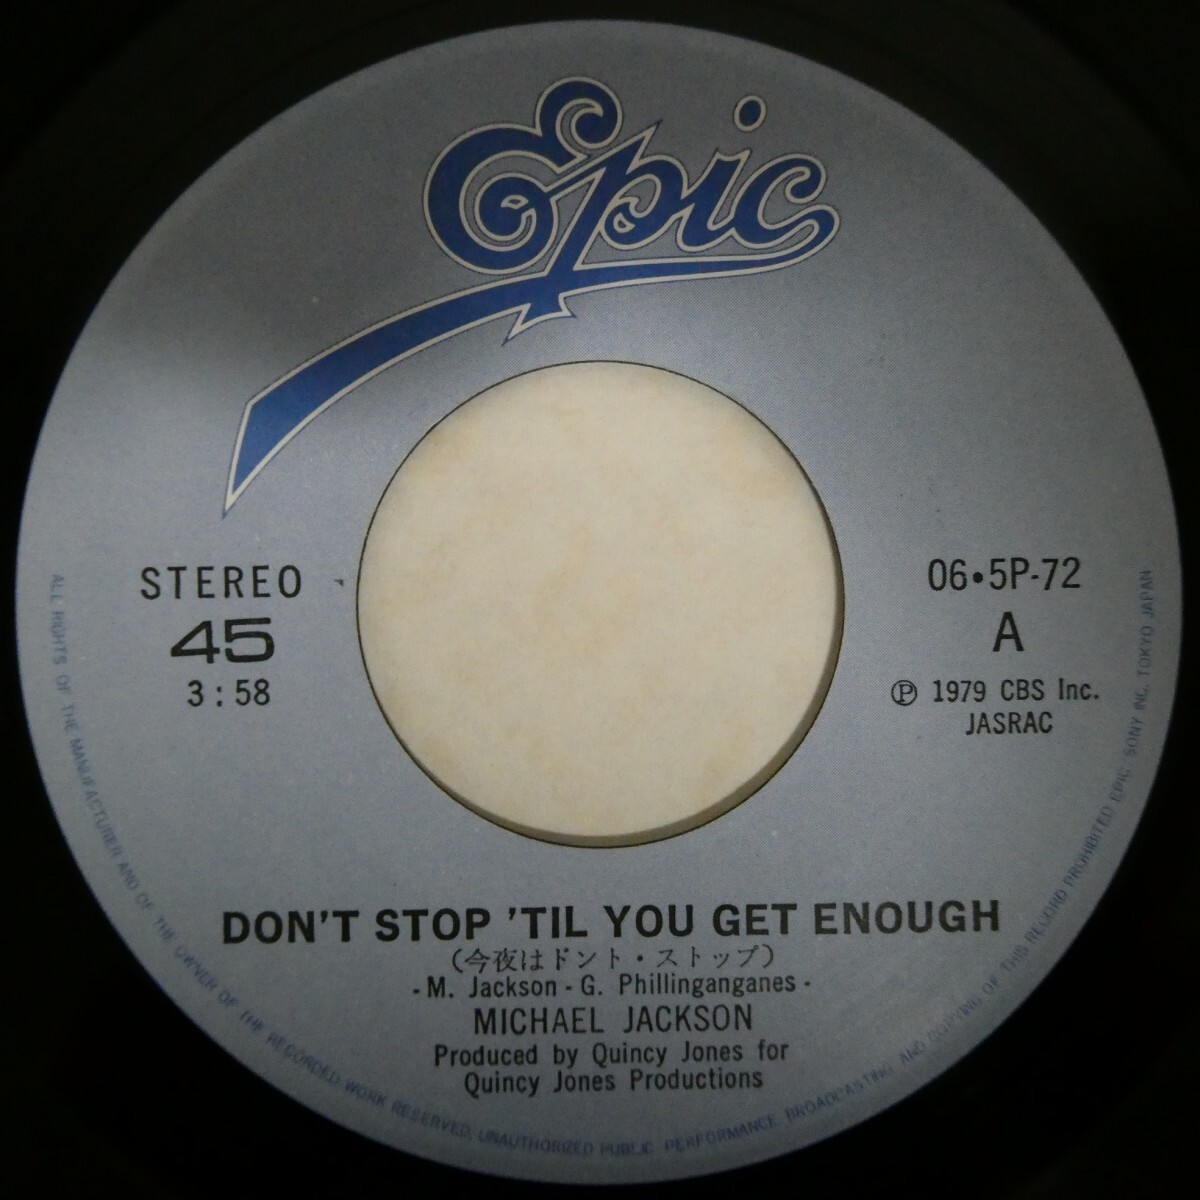 Epic
STEREO
45
3:58
06•5P-72
A
℗ 1979 CBS Inc.
JASRAC
DON'T STOP 'TIL YOU GET ENOUGH
(今夜はドント・ストップ)
- M. Jackson - G. Phillinganganes -
MICHAEL JACKSON
Produced by Quincy Jones for
Quincy Jones Productions
ALL RIGHTS OF THE MANUFACTURER AND OF THE OWNER OF THE RECORDED WORK RESERVED. UNAUTHORIZED PUBLIC PERFORMANCE, BROADCASTING AND COPYING OF THIS RECORD PROHIBITED EPIC SONY INC. TOKYO JAPAN